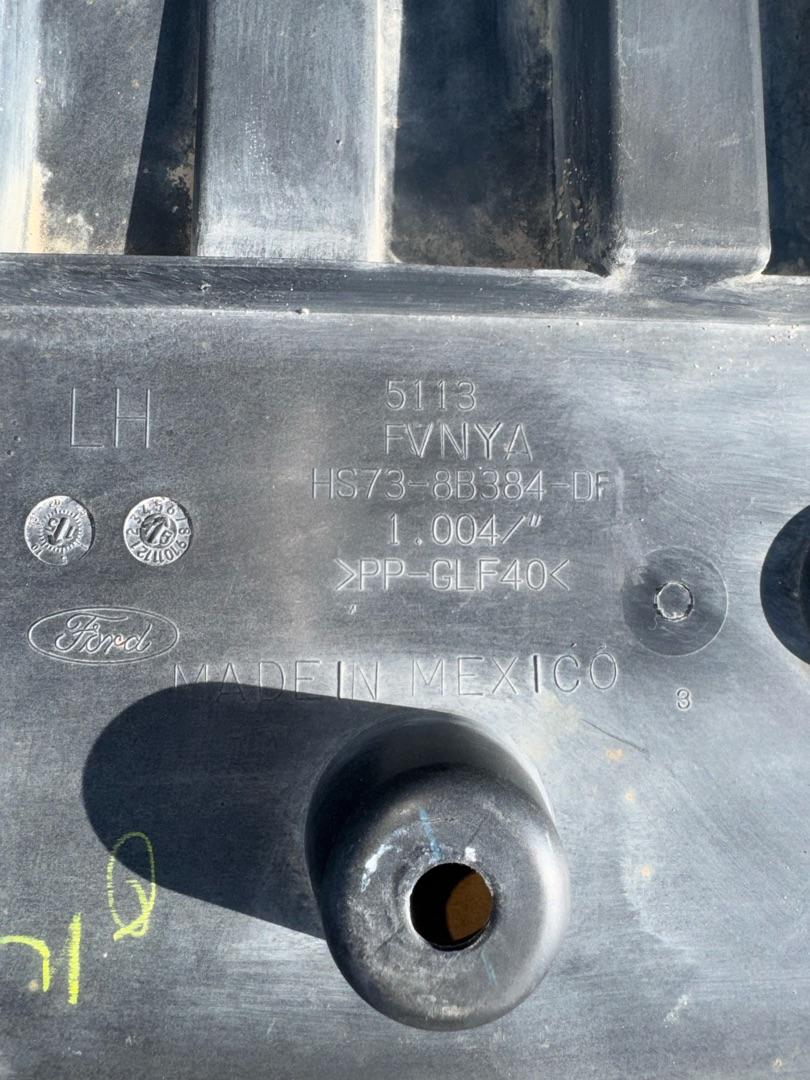 LH
5113
FVNYA
HS73-8B384-DF
1.004/"
>PP-GLF40<
Ford
MADE IN MEXICO
3